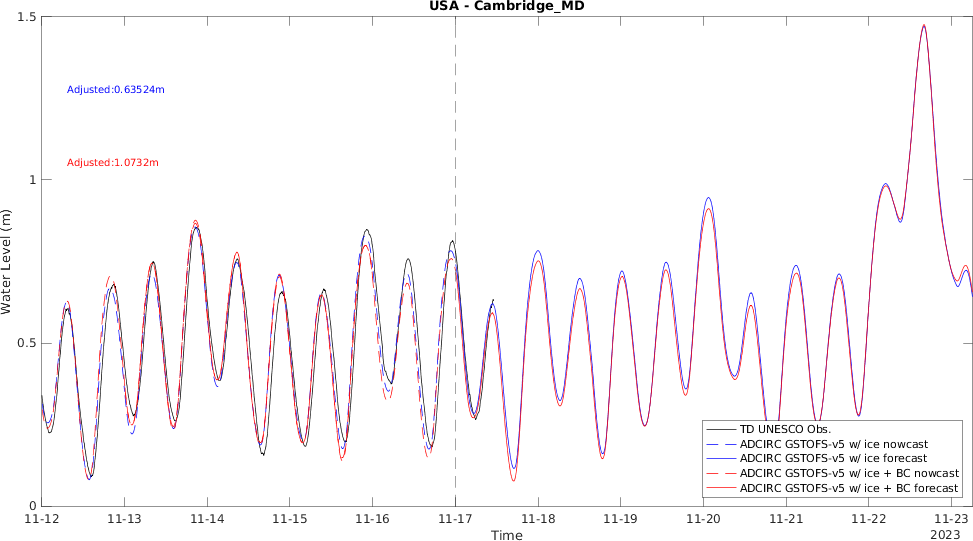 USA - Cambridge_MD
1.5
Adjusted:0.63524m
Adjusted:1.0732m
1
Water Level (m)
0.5
TD UNESCO Obs.
ADCIRC GSTOFS-v5 w/ ice nowcast
ADCIRC GSTOFS-v5 w/ ice forecast
ADCIRC GSTOFS-v5 w/ ice + BC nowcast
ADCIRC GSTOFS-v5 w/ ice + BC forecast
0
11-12 11-13 11-14 11-15 11-16 11-17 11-18 11-19 11-20 11-21 11-22 11-23
Time 2023